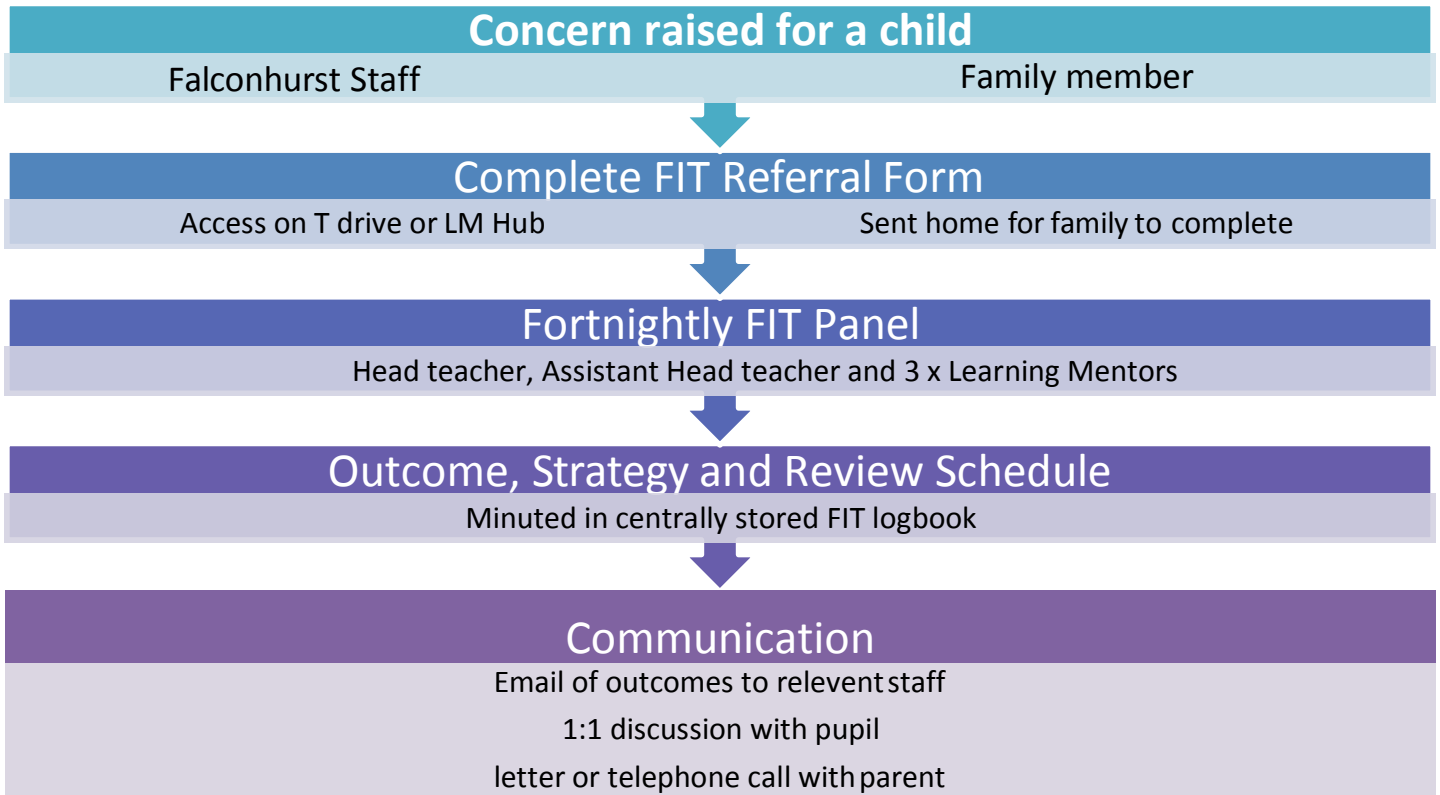 Concern raised for a child
Falconhurst Staff
Family member
Complete FIT Referral Form
Access on T drive or LM Hub
Sent home for family to complete
Fortnightly FIT Panel
Head teacher, Assistant Head teacher and 3 x Learning Mentors
Outcome, Strategy and Review Schedule
Minuted in centrally stored FIT logbook
Communication
Email of outcomes to relevent staff
1:1 discussion with pupil
letter or telephone call with parent